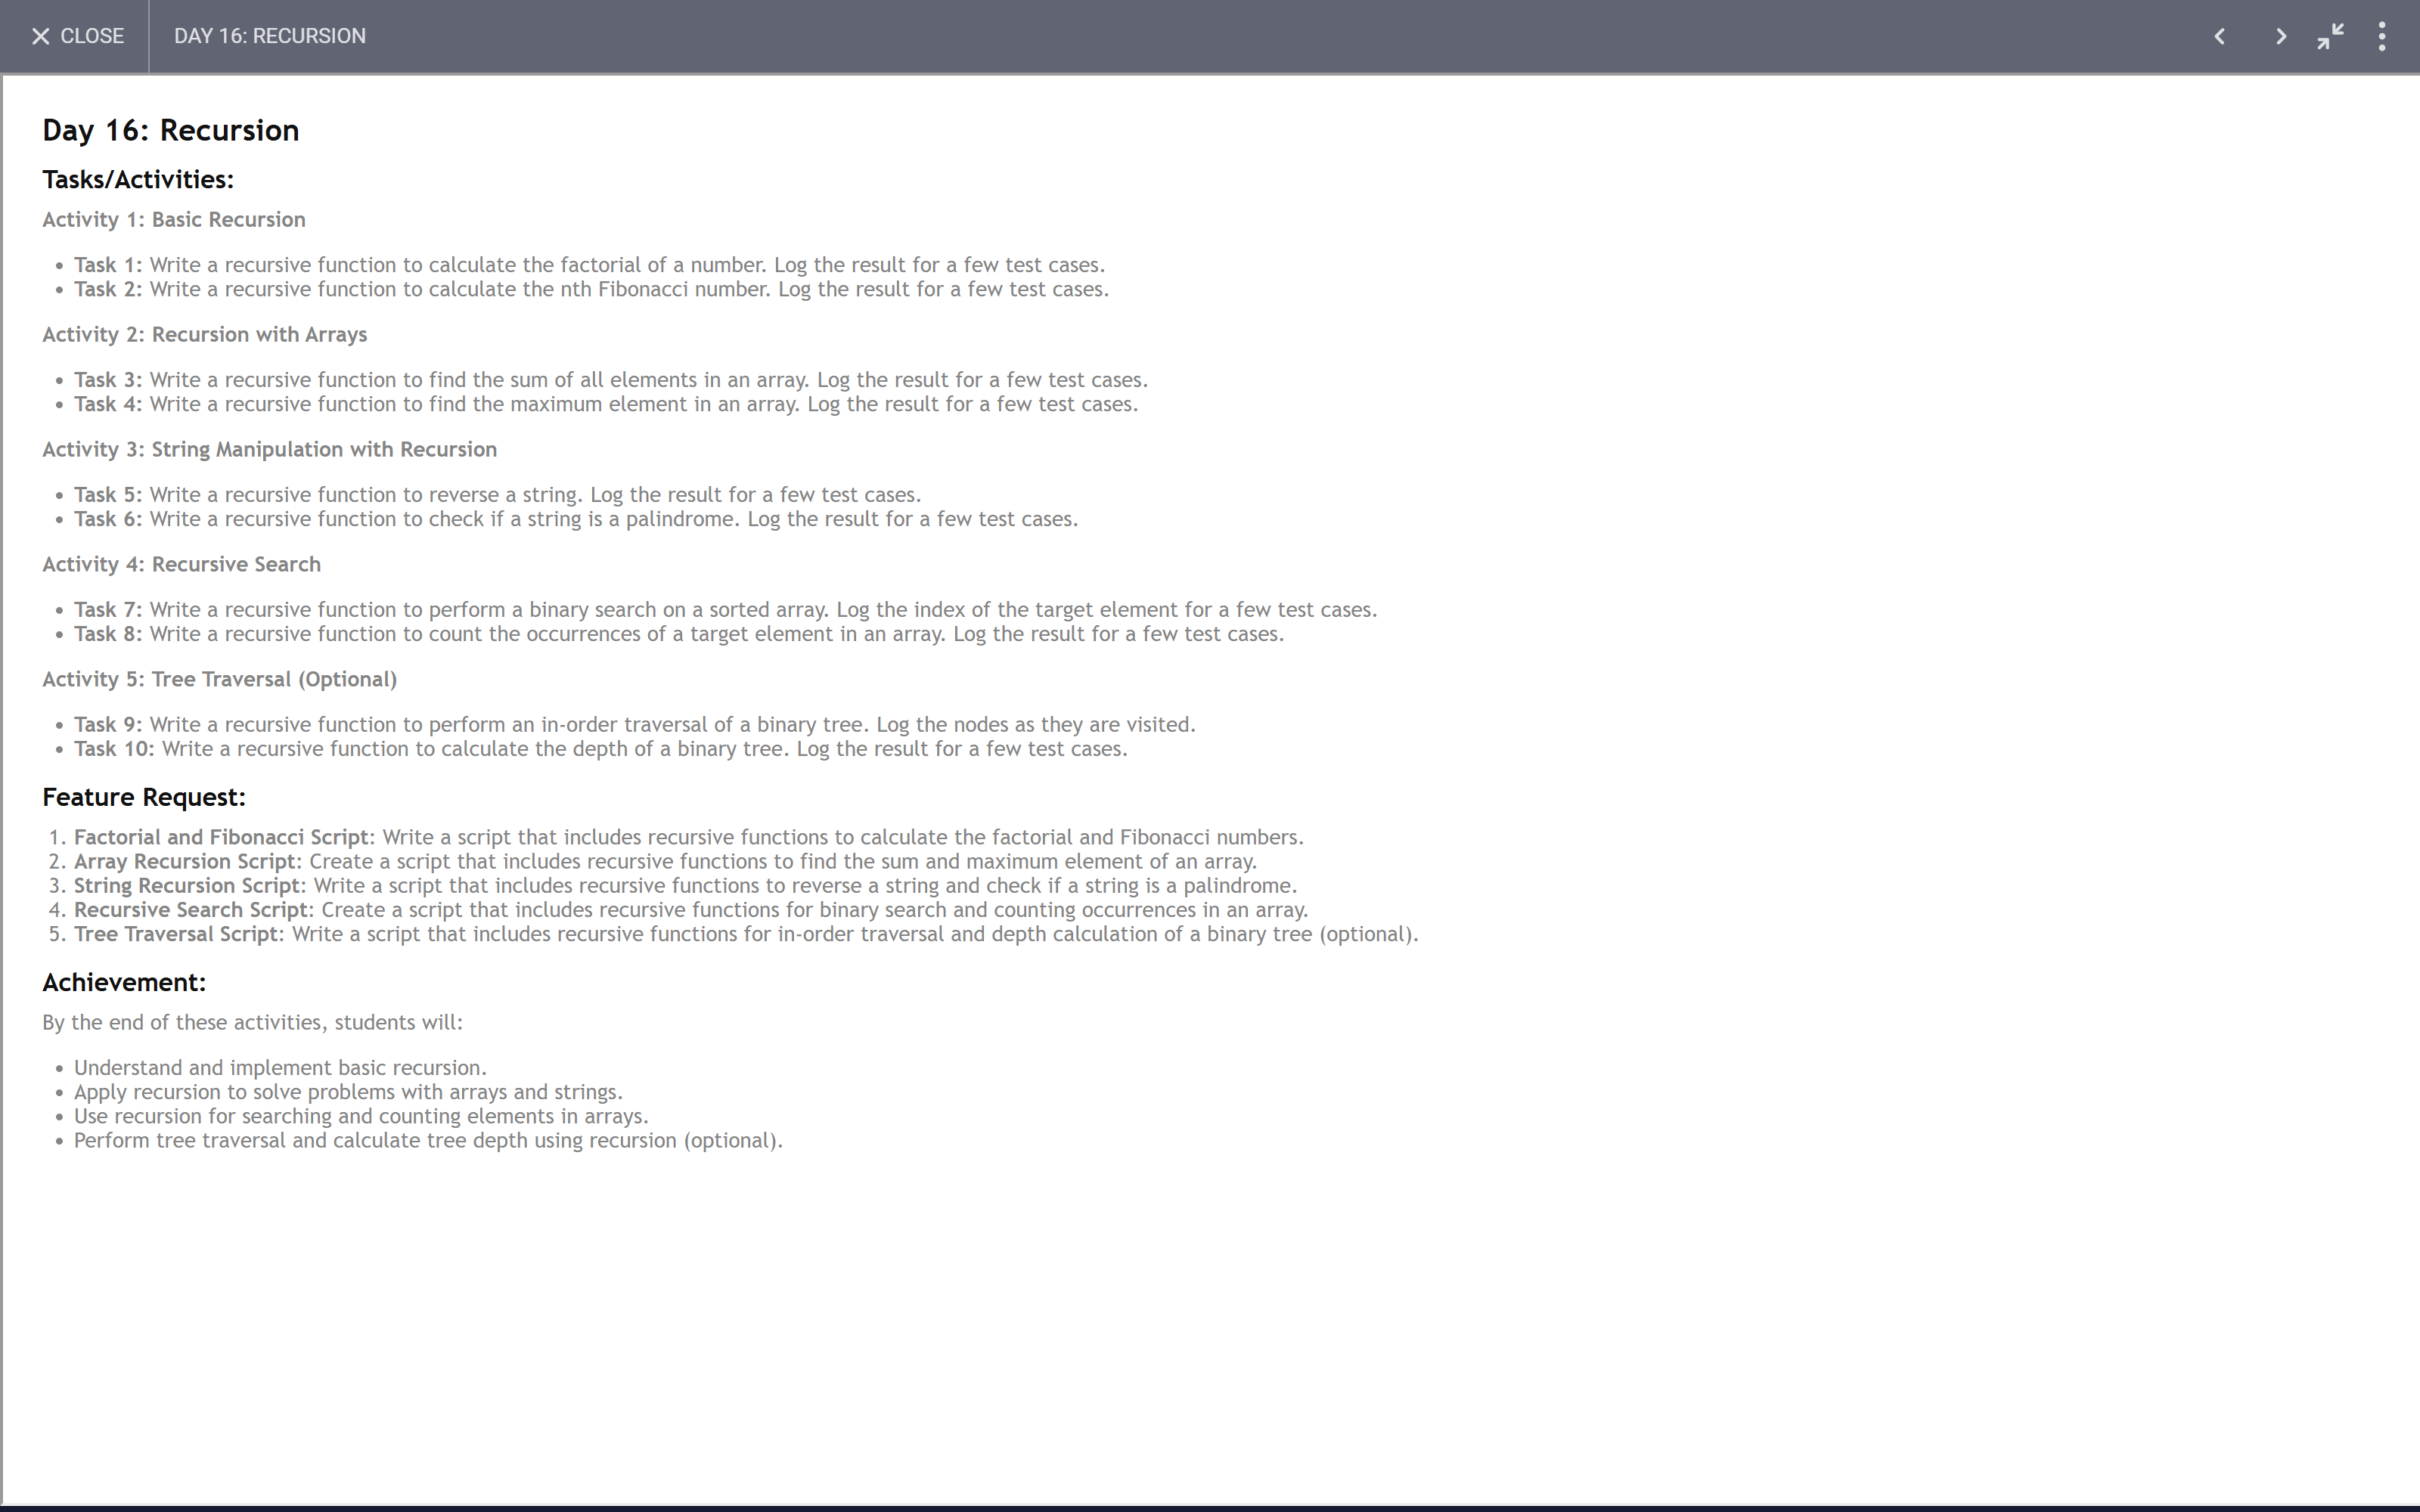 CLOSE
DAY 16: RECURSION
Day 16: Recursion
Tasks/Activities:
Activity 1: Basic Recursion
• Task 1: Write a recursive function to calculate the factorial of a number. Log the result for a few test cases.
• Task 2: Write a recursive function to calculate the nth Fibonacci number. Log the result for a few test cases.
Activity 2: Recursion with Arrays
• Task 3: Write a recursive function to find the sum of all elements in an array. Log the result for a few test cases.
• Task 4: Write a recursive function to find the maximum element in an array. Log the result for a few test cases.
Activity 3: String Manipulation with Recursion
• Task 5: Write a recursive function to reverse a string. Log the result for a few test cases.
• Task 6: Write a recursive function to check if a string is a palindrome. Log the result for a few test cases.
Activity 4: Recursive Search
• Task 7: Write a recursive function to perform a binary search on a sorted array. Log the index of the target element for a few test cases.
• Task 8: Write a recursive function to count the occurrences of a target element in an array. Log the result for a few test cases.
Activity 5: Tree Traversal (Optional)
• Task 9: Write a recursive function to perform an in-order traversal of a binary tree. Log the nodes as they are visited.
• Task 10: Write a recursive function to calculate the depth of a binary tree. Log the result for a few test cases.
Feature Request:
1. Factorial and Fibonacci Script: Write a script that includes recursive functions to calculate the factorial and Fibonacci numbers.
2. Array Recursion Script: Create a script that includes recursive functions to find the sum and maximum element of an array.
3. String Recursion Script: Write a script that includes recursive functions to reverse a string and check if a string is a palindrome.
4. Recursive Search Script: Create a script that includes recursive functions for binary search and counting occurrences in an array.
5. Tree Traversal Script: Write a script that includes recursive functions for in-order traversal and depth calculation of a binary tree (optional).
Achievement:
By the end of these activities, students will:
• Understand and implement basic recursion.
• Apply recursion to solve problems with arrays and strings.
• Use recursion for searching and counting elements in arrays.
• Perform tree traversal and calculate tree depth using recursion (optional).